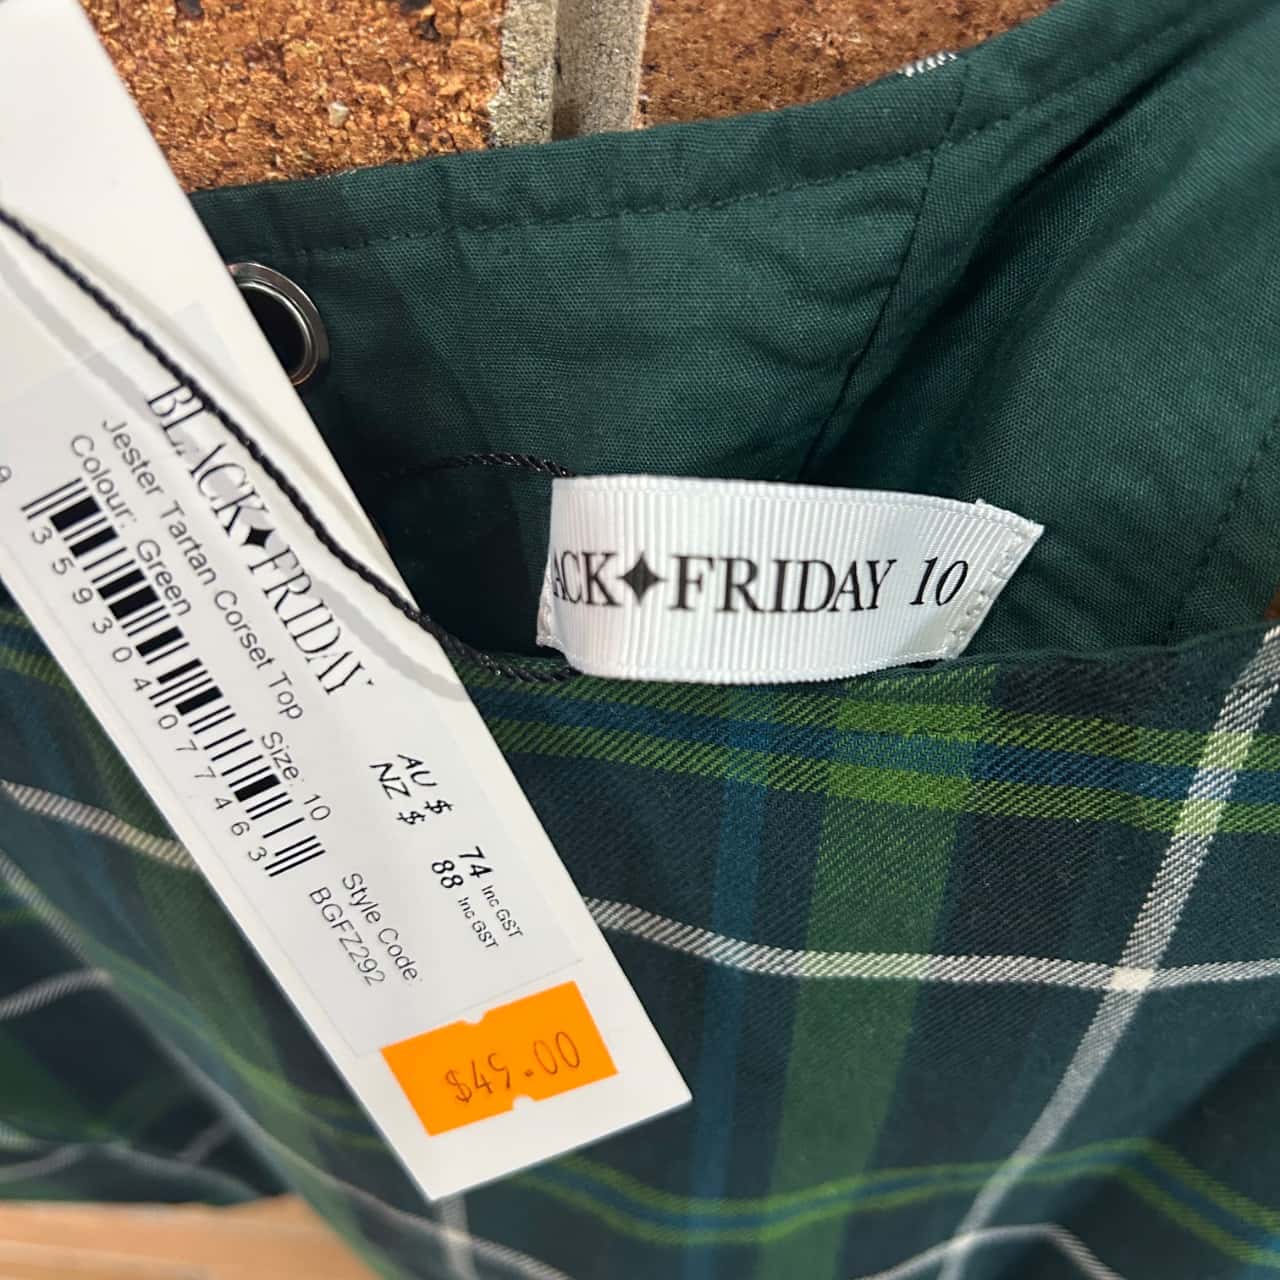 BLACK✦FRIDAY
Jester Tartan Corset Top
Colour: Green
Size: 10
9 359304 077463
Style Code:
BGFZ292
AU $ 74 Inc GST
NZ $ 88 Inc GST
$49.00
ACK✦FRIDAY 10